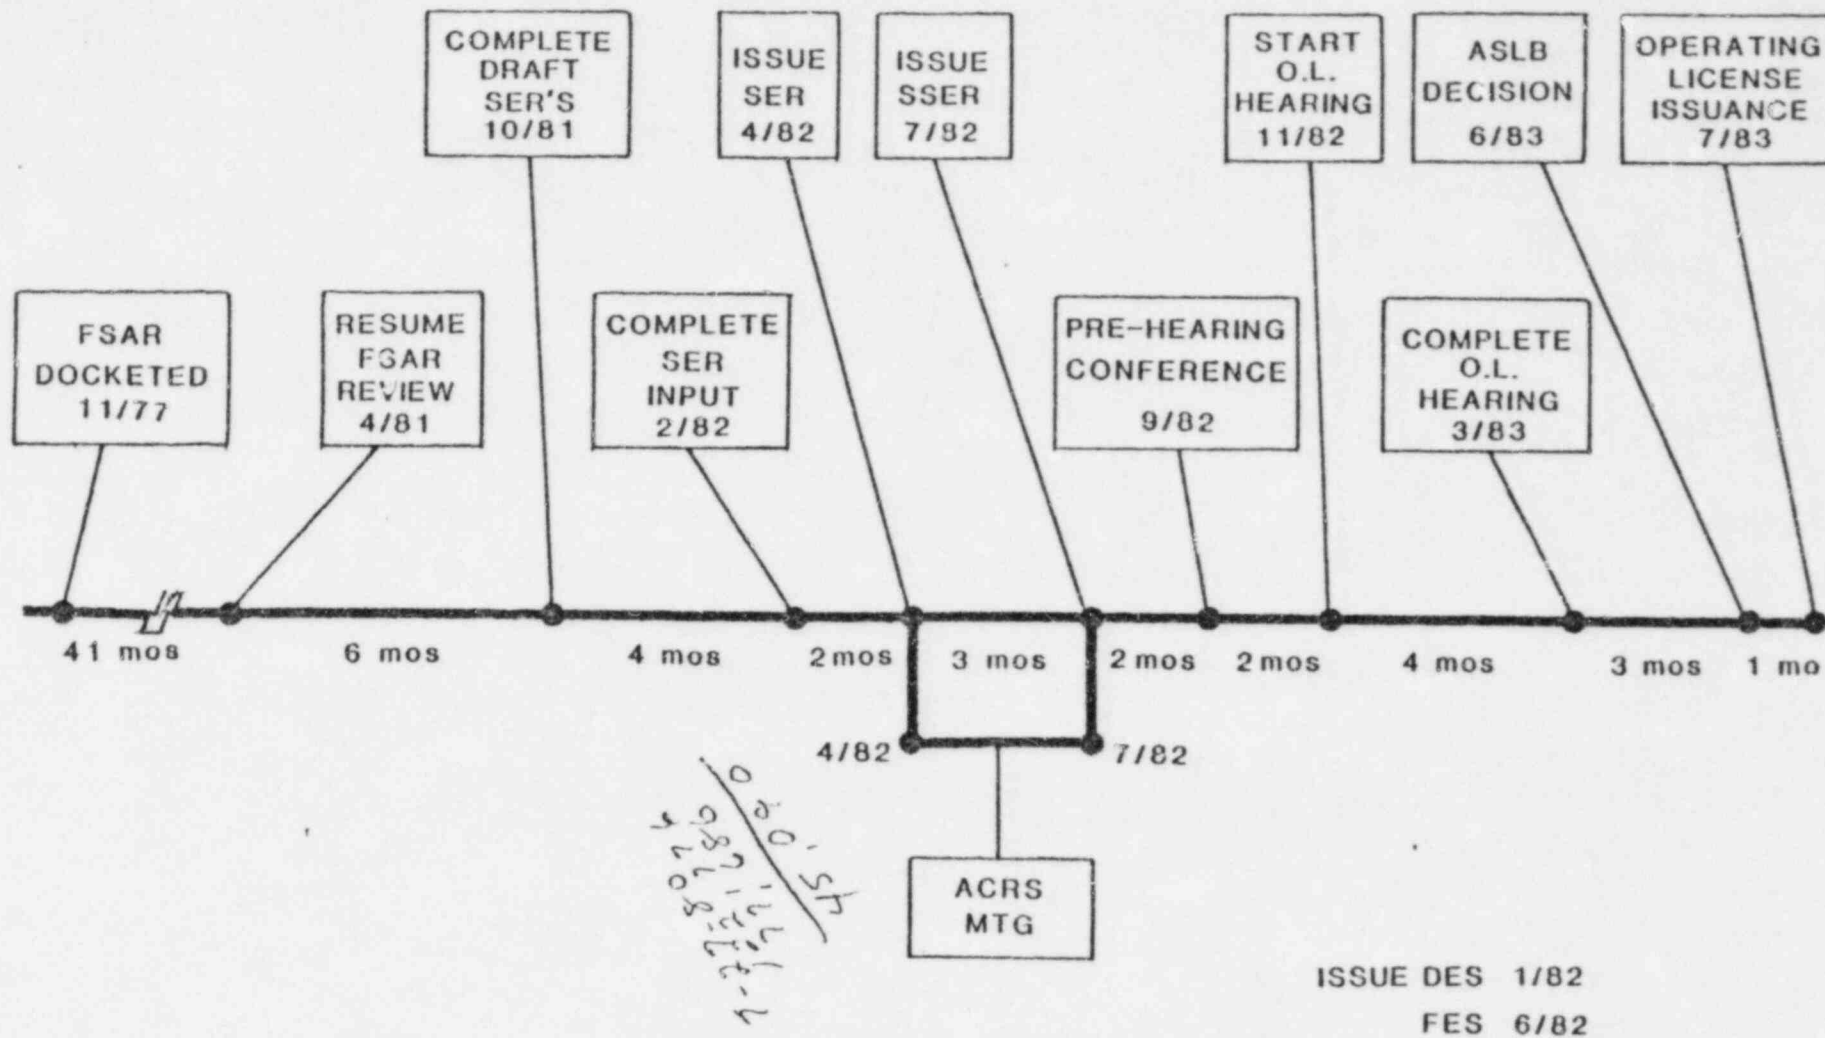 COMPLETE
DRAFT
SER'S
10/81
ISSUE
SER
4/82
ISSUE
SSER
7/82
START
O.L.
HEARING
11/82
ASLB
DECISION
6/83
OPERATING
LICENSE
ISSUANCE
7/83
FSAR
DOCKETED
11/77
RESUME
FSAR
REVIEW
4/81
COMPLETE
SER
INPUT
2/82
PRE-HEARING
CONFERENCE
9/82
COMPLETE
O.L.
HEARING
3/83
41 mos
6 mos
4 mos
2mos
3 mos
2 mos
2 mos
4 mos
3 mos
1 mo
4/82
7/82
ACRS
MTG
ISSUE DES 1/82
FES 6/82